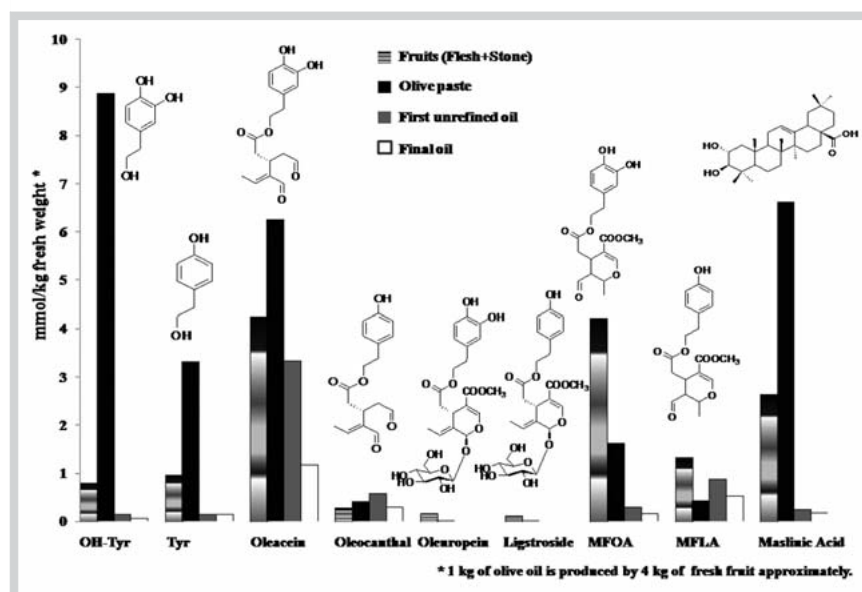 10
9
8
7
6
5
4
3
2
1
0
mmol/kg fresh weight *
Fruits (Flesh+Stone)
Olive paste
First unrefined oil
Final oil
OH
OH
OH
OH
OH
OH
OH
O
O
O
O
OH
O
O
O
O
OH
OH
O
O
COOCH₃
O
O
OH
HO
HO
OH
OH
O
O
COOCH₃
O
O
OH
HO
HO
OH
OH
OH
O
O
COOCH₃
O
O
OH
O
O
COOCH₃
O
O
HO
HO
OH
O
OH-Tyr Tyr Oleacein Oleocanthal Oleuropein Ligstroside MFOA MFLA Maslinic Acid
* 1 kg of olive oil is produced by 4 kg of fresh fruit approximately.